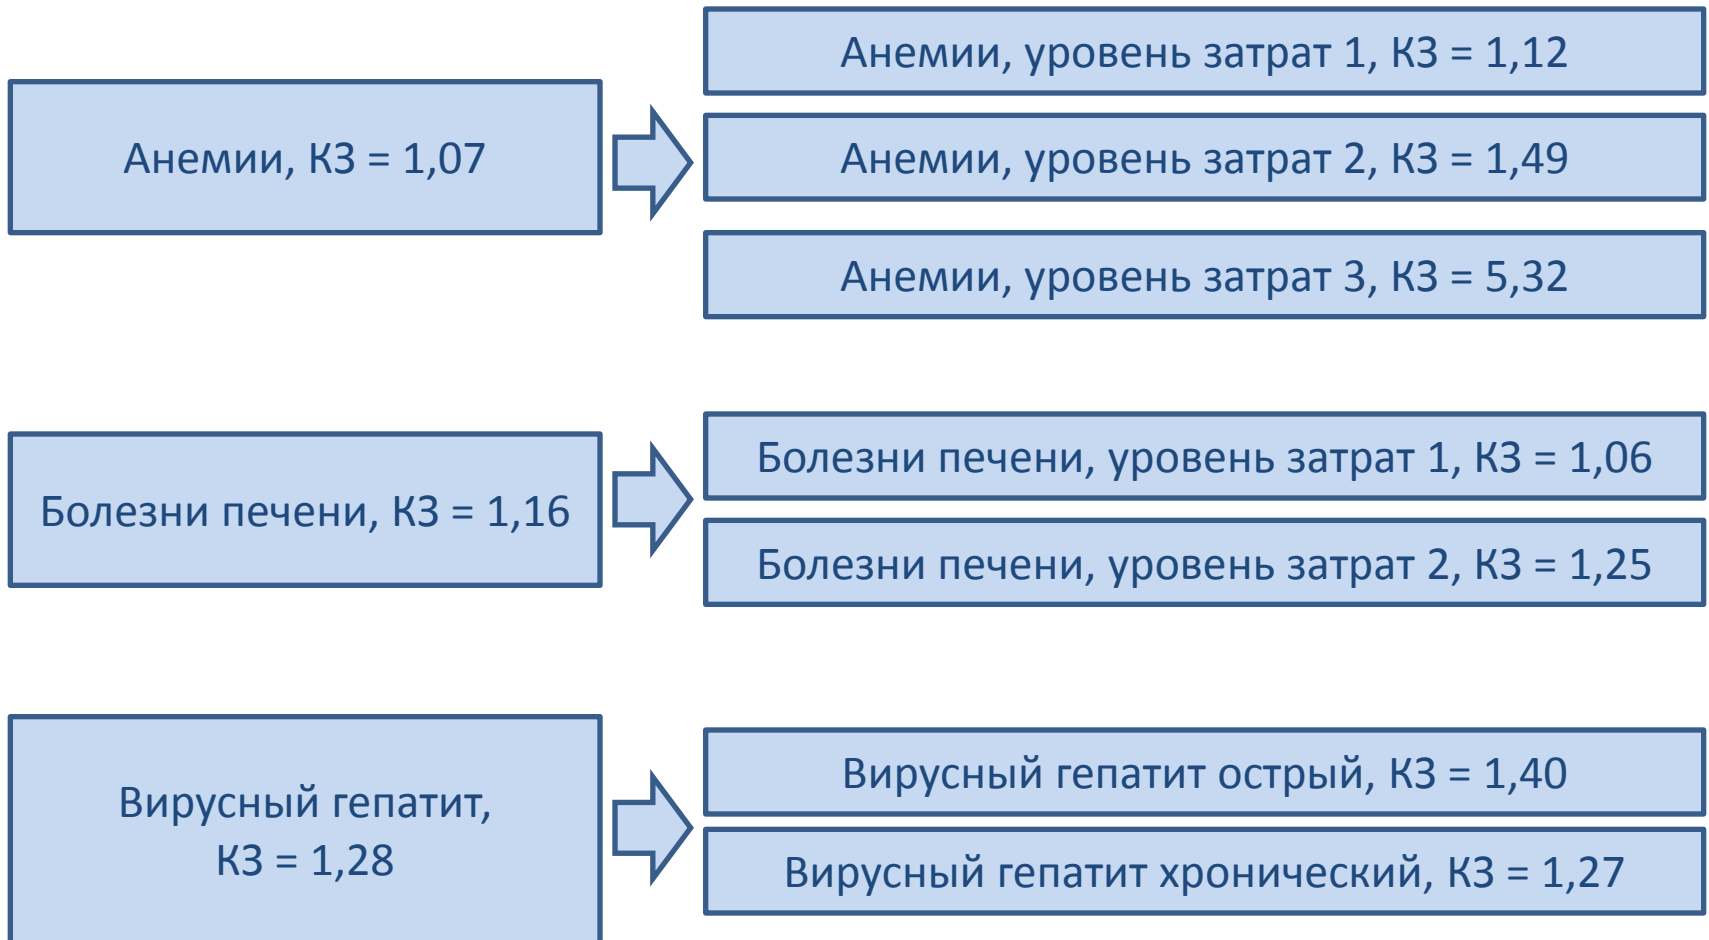 Анемии, КЗ = 1,07
Анемии, уровень затрат 1, КЗ = 1,12
Анемии, уровень затрат 2, КЗ = 1,49
Анемии, уровень затрат 3, КЗ = 5,32
Болезни печени, КЗ = 1,16
Болезни печени, уровень затрат 1, КЗ = 1,06
Болезни печени, уровень затрат 2, КЗ = 1,25
Вирусный гепатит,
КЗ = 1,28
Вирусный гепатит острый, КЗ = 1,40
Вирусный гепатит хронический, КЗ = 1,27